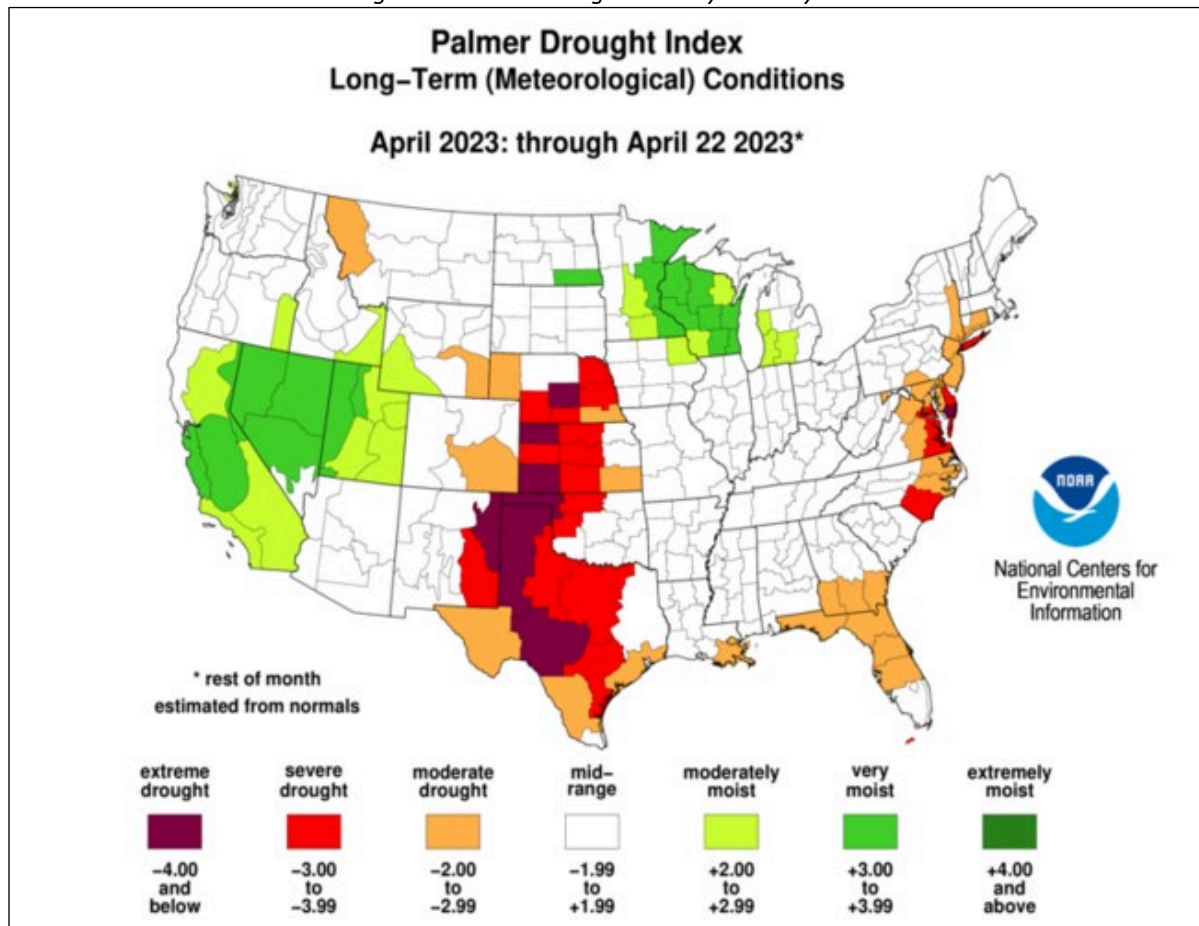 Palmer Drought Index
Long-Term (Meteorological) Conditions
April 2023: through April 22 2023*
NOAA
National Centers for
Environmental
Information
* rest of month
estimated from normals
extreme
drought
severe
drought
moderate
drought
mid-
range
moderately
moist
very
moist
extremely
moist
-4.00
and
below
-3.00
to
-3.99
-2.00
to
-2.99
-1.99
to
+1.99
+2.00
to
+2.99
+3.00
to
+3.99
+4.00
and
above